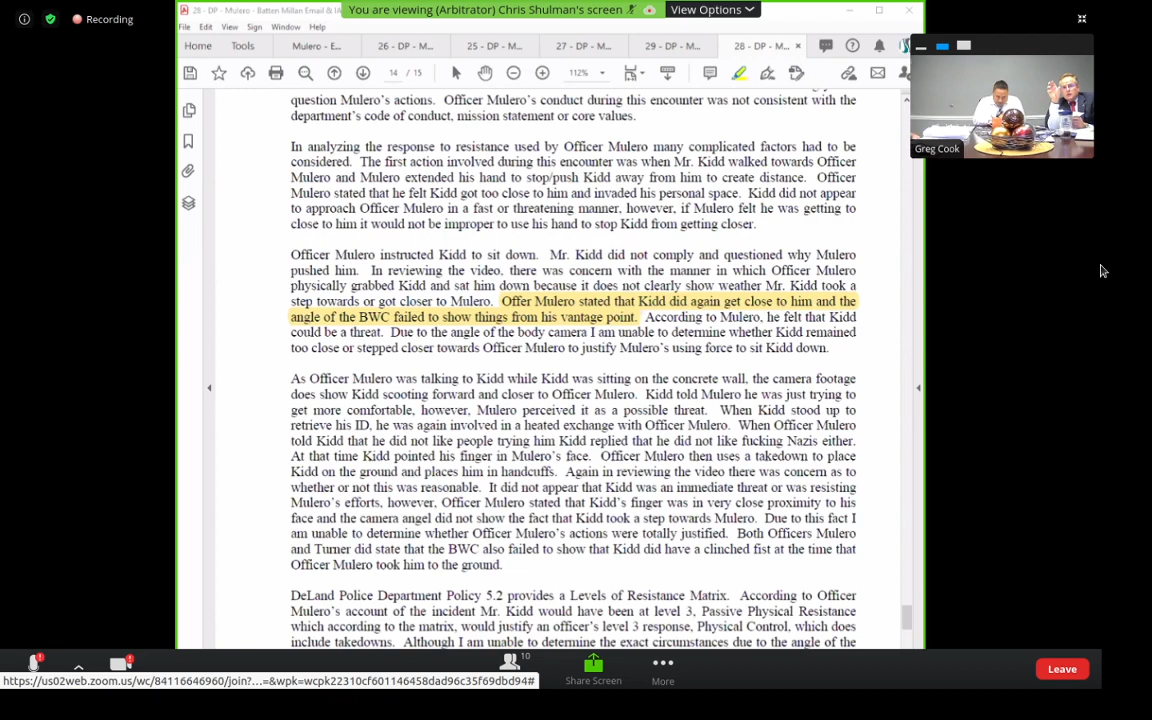 Recording
You are viewing (Arbitrator) Chris Shulman's screen
View Options
28 - DP - Mulero - Batten Millan Email & IA
File Edit View Sign Window Help
Home Tools Mulero - E... 26 - DP - M... 25 - DP - M... 27 - DP - M... 29 - DP - M... 28 - DP - M... ×
14 / 15 112%
Greg Cook
question Mulero's actions. Officer Mulero's conduct during this encounter was not consistent with the
department's code of conduct, mission statement or core values.
In analyzing the response to resistance used by Officer Mulero many complicated factors had to be
considered. The first action involved during this encounter was when Mr. Kidd walked towards Officer
Mulero and Mulero extended his hand to stop/push Kidd away from him to create distance. Officer
Mulero stated that he felt Kidd got too close to him and invaded his personal space. Kidd did not appear
to approach Officer Mulero in a fast or threatening manner, however, if Mulero felt he was getting to
close to him it would not be improper to use his hand to stop Kidd from getting closer.
Officer Mulero instructed Kidd to sit down. Mr. Kidd did not comply and questioned why Mulero
pushed him. In reviewing the video, there was concern with the manner in which Officer Mulero
physically grabbed Kidd and sat him down because it does not clearly show weather Mr. Kidd took a
step towards or got closer to Mulero. Offer Mulero stated that Kidd did again get close to him and the
angle of the BWC failed to show things from his vantage point. According to Mulero, he felt that Kidd
could be a threat. Due to the angle of the body camera I am unable to determine whether Kidd remained
too close or stepped closer towards Officer Mulero to justify Mulero's using force to sit Kidd down.
As Officer Mulero was talking to Kidd while Kidd was sitting on the concrete wall, the camera footage
does show Kidd scooting forward and closer to Officer Mulero. Kidd told Mulero he was just trying to
get more comfortable, however, Mulero perceived it as a possible threat. When Kidd stood up to
retrieve his ID, he was again involved in a heated exchange with Officer Mulero. When Officer Mulero
told Kidd that he did not like people trying him Kidd replied that he did not like fucking Nazis either.
At that time Kidd pointed his finger in Mulero's face. Officer Mulero then uses a takedown to place
Kidd on the ground and places him in handcuffs. Again in reviewing the video there was concern as to
whether or not this was reasonable. It did not appear that Kidd was an immediate threat or was resisting
Mulero's efforts, however, Officer Mulero stated that Kidd's finger was in very close proximity to his
face and the camera angel did not show the fact that Kidd took a step towards Mulero. Due to this fact I
am unable to determine whether Officer Mulero's actions were totally justified. Both Officers Mulero
and Turner did state that the BWC also failed to show that Kidd did have a clinched fist at the time that
Officer Mulero took him to the ground.
DeLand Police Department Policy 5.2 provides a Levels of Resistance Matrix. According to Officer
Mulero's account of the incident Mr. Kidd would have been at level 3, Passive Physical Resistance
which according to the matrix, would justify an officer's level 3 response, Physical Control, which does
include takedowns. Although I am unable to determine the exact circumstances due to the angle of the
10
Share Screen
More
Leave
https://us02web.zoom.us/wc/84116646960/join?...=&wpk=wcpk22310cf601146458dad96c35f69dbd94#